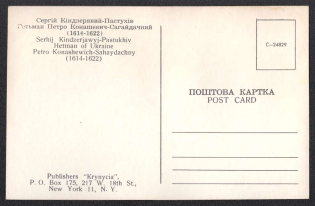 Сергій Кіндзерявий-Пастухів
Гетьман Петро Конашевич-Сагайдачний
(1614-1622)
Serhij Kindzerjawyj-Pastukhiv
Hetman of Ukraine
Petro Konashewich-Sahaydachny
(1614-1622)
C-24829
ПОШТОВА КАРТКА
POST CARD
Publishers "Krynycia".
P. O. Box 175, 217 W. 18th St.,
New York 11, N. Y.